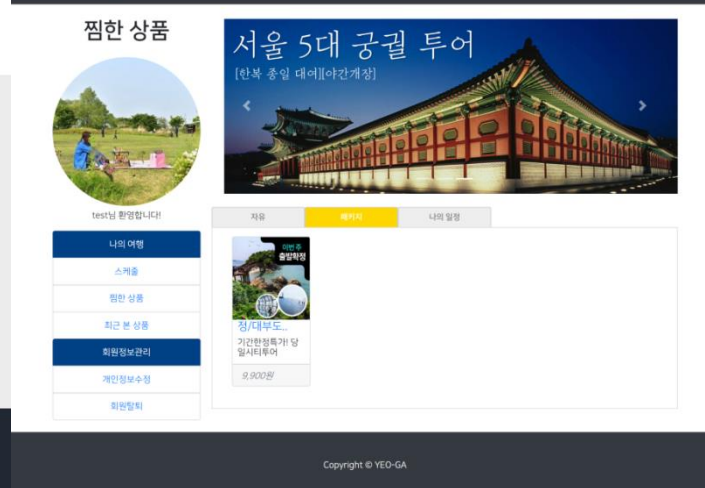 찜한 상품
test님 환영합니다!
나의 여행
스케줄
찜한 상품
최근 본 상품
회원정보관리
개인정보수정
회원탈퇴
서울 5대 궁궐 투어
[한복 종일 대여][야간개장]
자유
패키지
나의 일정
이번 주
출발확정
정/대부도..
기간한정특가! 당
일시티투어
9,900원
Copyright © YEO-GA